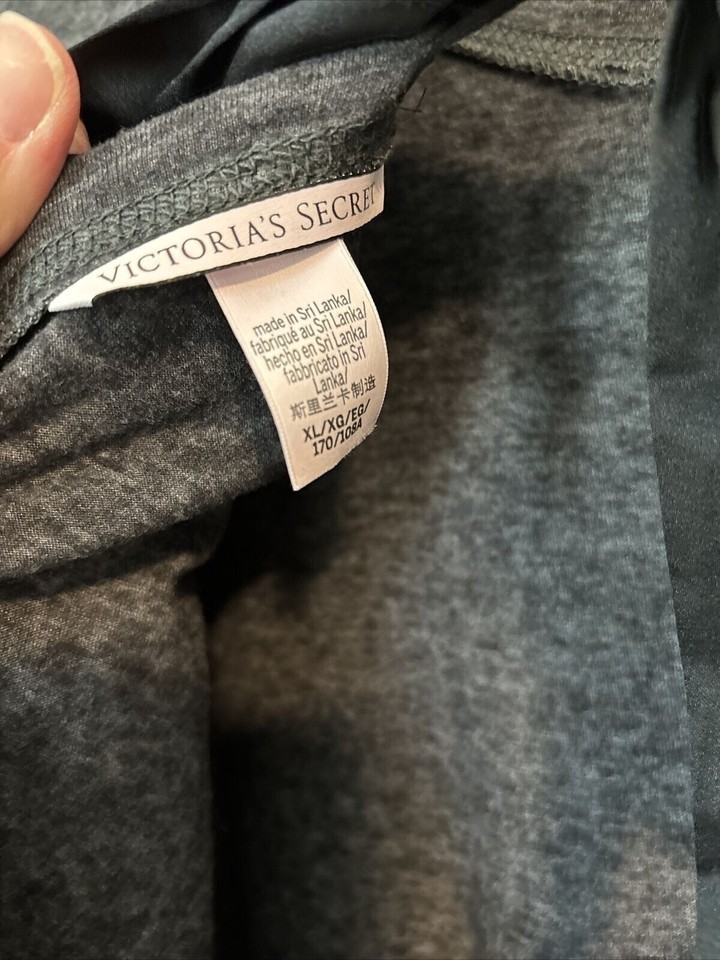 VICTORIA'S SECRET
made in Sri Lanka/
fabriqué au Sri Lanka/
hecho en Sri Lanka/
fabbricato in Sri
Lanka/
斯里兰卡制造
XL/XG/EG/
170/108A